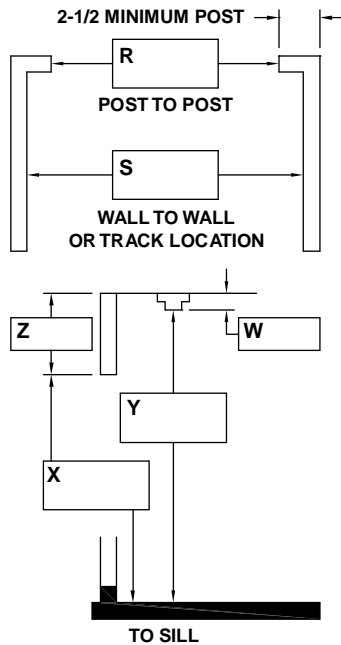 2-1/2 MINIMUM POST
R
POST TO POST
S
WALL TO WALL
OR TRACK LOCATION
Z
W
Y
X
TO SILL